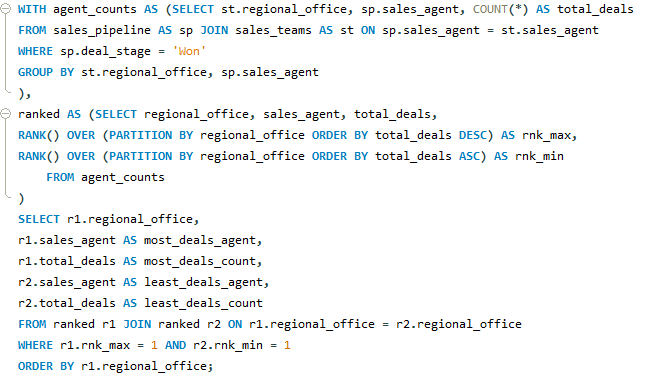 WITH agent_counts AS (SELECT st.regional_office, sp.sales_agent, COUNT(*) AS total_deals
FROM sales_pipeline AS sp JOIN sales_teams AS st ON sp.sales_agent = st.sales_agent
WHERE sp.deal_stage = 'Won'
GROUP BY st.regional_office, sp.sales_agent
),
ranked AS (SELECT regional_office, sales_agent, total_deals,
RANK() OVER (PARTITION BY regional_office ORDER BY total_deals DESC) AS rnk_max,
RANK() OVER (PARTITION BY regional_office ORDER BY total_deals ASC) AS rnk_min
    FROM agent_counts
)
SELECT r1.regional_office,
r1.sales_agent AS most_deals_agent,
r1.total_deals AS most_deals_count,
r2.sales_agent AS least_deals_agent,
r2.total_deals AS least_deals_count
FROM ranked r1 JOIN ranked r2 ON r1.regional_office = r2.regional_office
WHERE r1.rnk_max = 1 AND r2.rnk_min = 1
ORDER BY r1.regional_office;